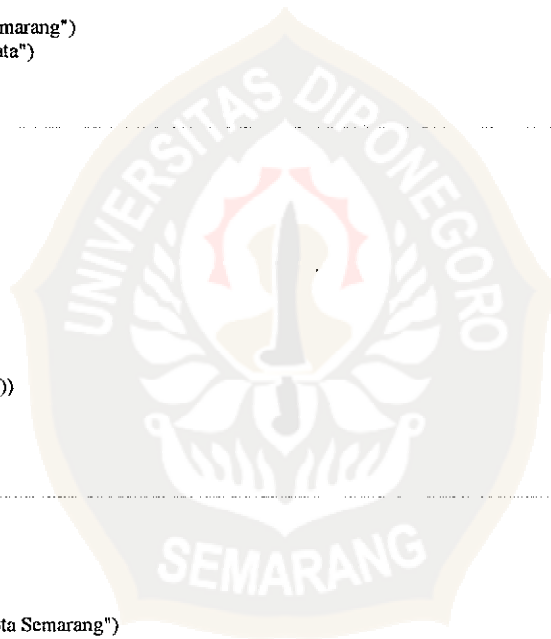 marang")
ata")
UNIVERSITAS DIPONEGORO
))
SEMARANG
ta Semarang")